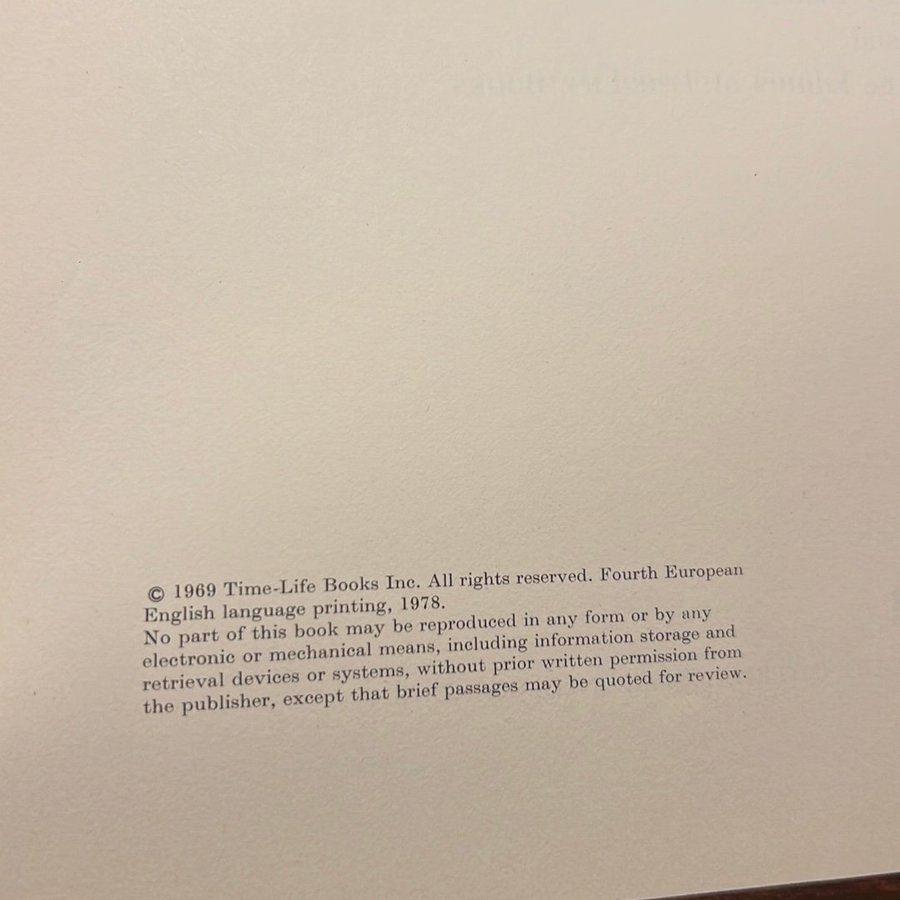 © 1969 Time-Life Books Inc. All rights reserved. Fourth European
English language printing, 1978.
No part of this book may be reproduced in any form or by any
electronic or mechanical means, including information storage and
retrieval devices or systems, without prior written permission from
the publisher, except that brief passages may be quoted for review.